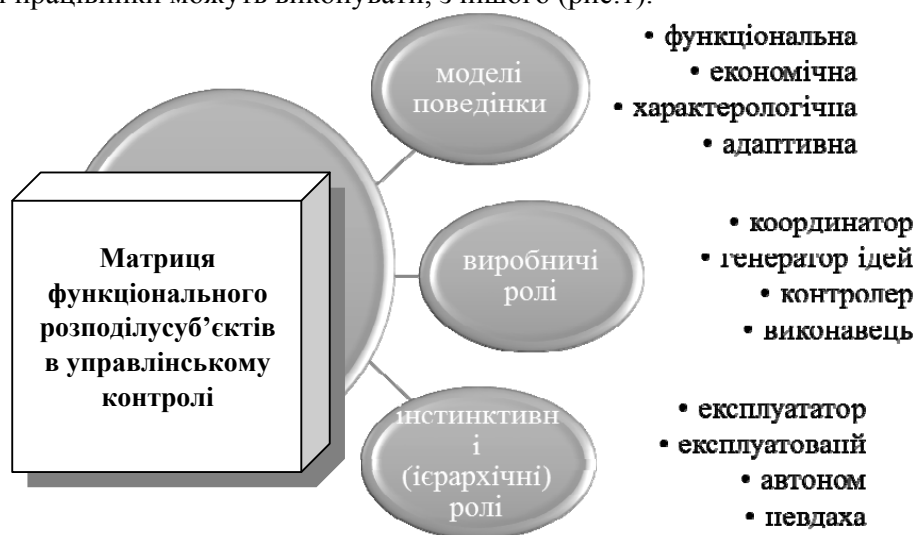 і працівники можуть виконувати, з іншого (рис.1).
моделі
поведінки
• функціональна
• економічна
• характерологічна
• адаптивна
Матриця
функціонального
розподілусуб’єктів
в управлінському
контролі
виробничі
ролі
• координатор
• генератор ідей
• контролер
• виконавець
інстинктивн
і
(ієрархічні)
ролі
• експлуататор
• експлуатований
• автоном
• невдаха